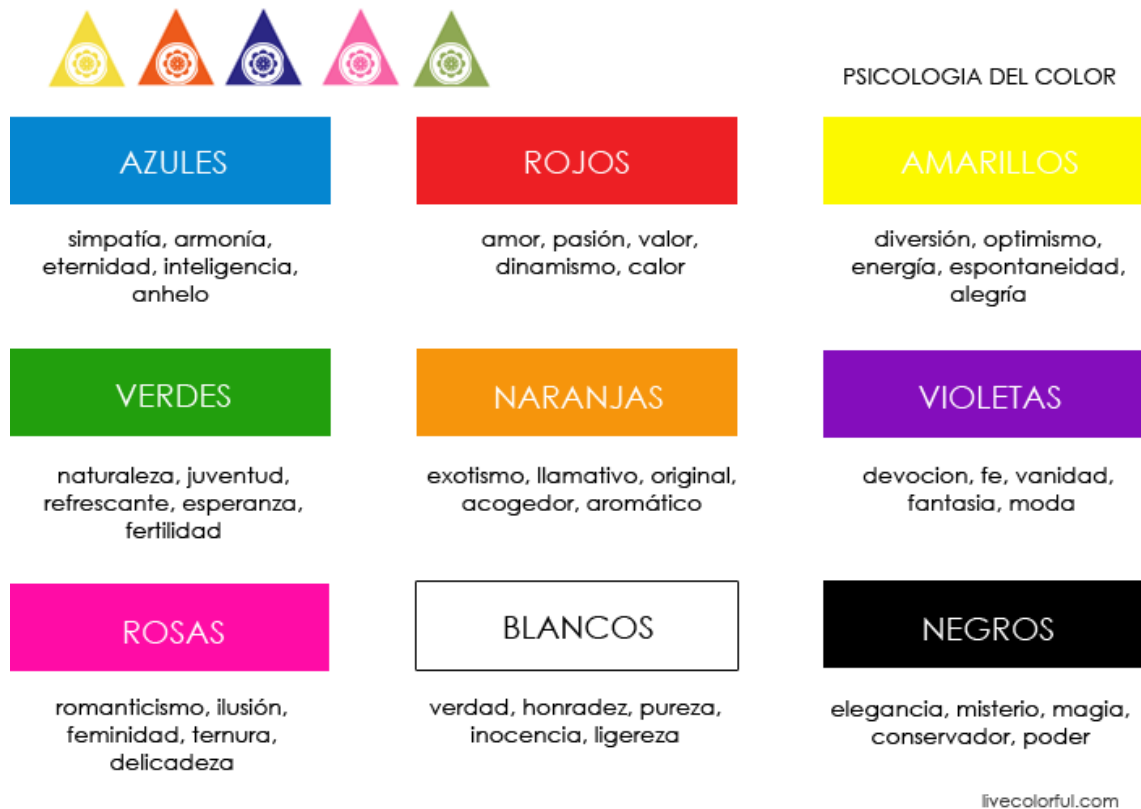 PSICOLOGIA DEL COLOR
AZULES
simpatía, armonía,
eternidad, inteligencia,
anhelo
ROJOS
amor, pasión, valor,
dinamismo, calor
AMARILLOS
diversión, optimismo,
energía, espontaneidad,
alegría
VERDES
naturaleza, juventud,
refrescante, esperanza,
fertilidad
NARANJAS
exotismo, llamativo, original,
acogedor, aromático
VIOLETAS
devocion, fe, vanidad,
fantasia, moda
ROSAS
romanticismo, ilusión,
feminidad, ternura,
delicadeza
BLANCOS
verdad, honradez, pureza,
inocencia, ligereza
NEGROS
elegancia, misterio, magia,
conservador, poder
livecolorful.com